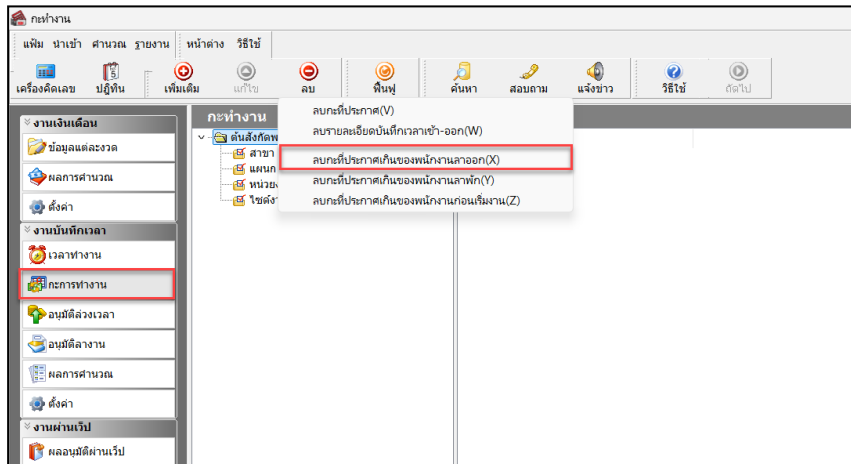 กะทำงาน
แฟ้ม นำเข้า คำนวณ รายงาน หน้าต่าง วิธีใช้
เครื่องคิดเลข ปฏิทิน เพิ่มเติม แก้ไข ลบ ฟื้นฟู ค้นหา สอบถาม แจ้งข่าว วิธีใช้ ถัดไป
งานเงินเดือน
ข้อมูลแต่ละงวด
ผลการคำนวณ
ตั้งค่า
งานบันทึกเวลา
เวลาทำงาน
กะการทำงาน
อนุมัติล่วงเวลา
อนุมัติลางาน
ผลการคำนวณ
ตั้งค่า
งานผ่านเว็ป
ผลอนุมัติผ่านเว็ป
กะทำงาน
ต้นสังกัดพ
สาขา
แผนก
หน่วยง
ไซด์งา
ลบกะที่ประกาศ(V)
ลบรายละเอียดบันทึกเวลาเข้า-ออก(W)
ลบกะที่ประกาศเกินของพนักงานลาออก(X)
ลบกะที่ประกาศเกินของพนักงานลาพัก(Y)
ลบกะที่ประกาศเกินของพนักงานก่อนเริ่มงาน(Z)